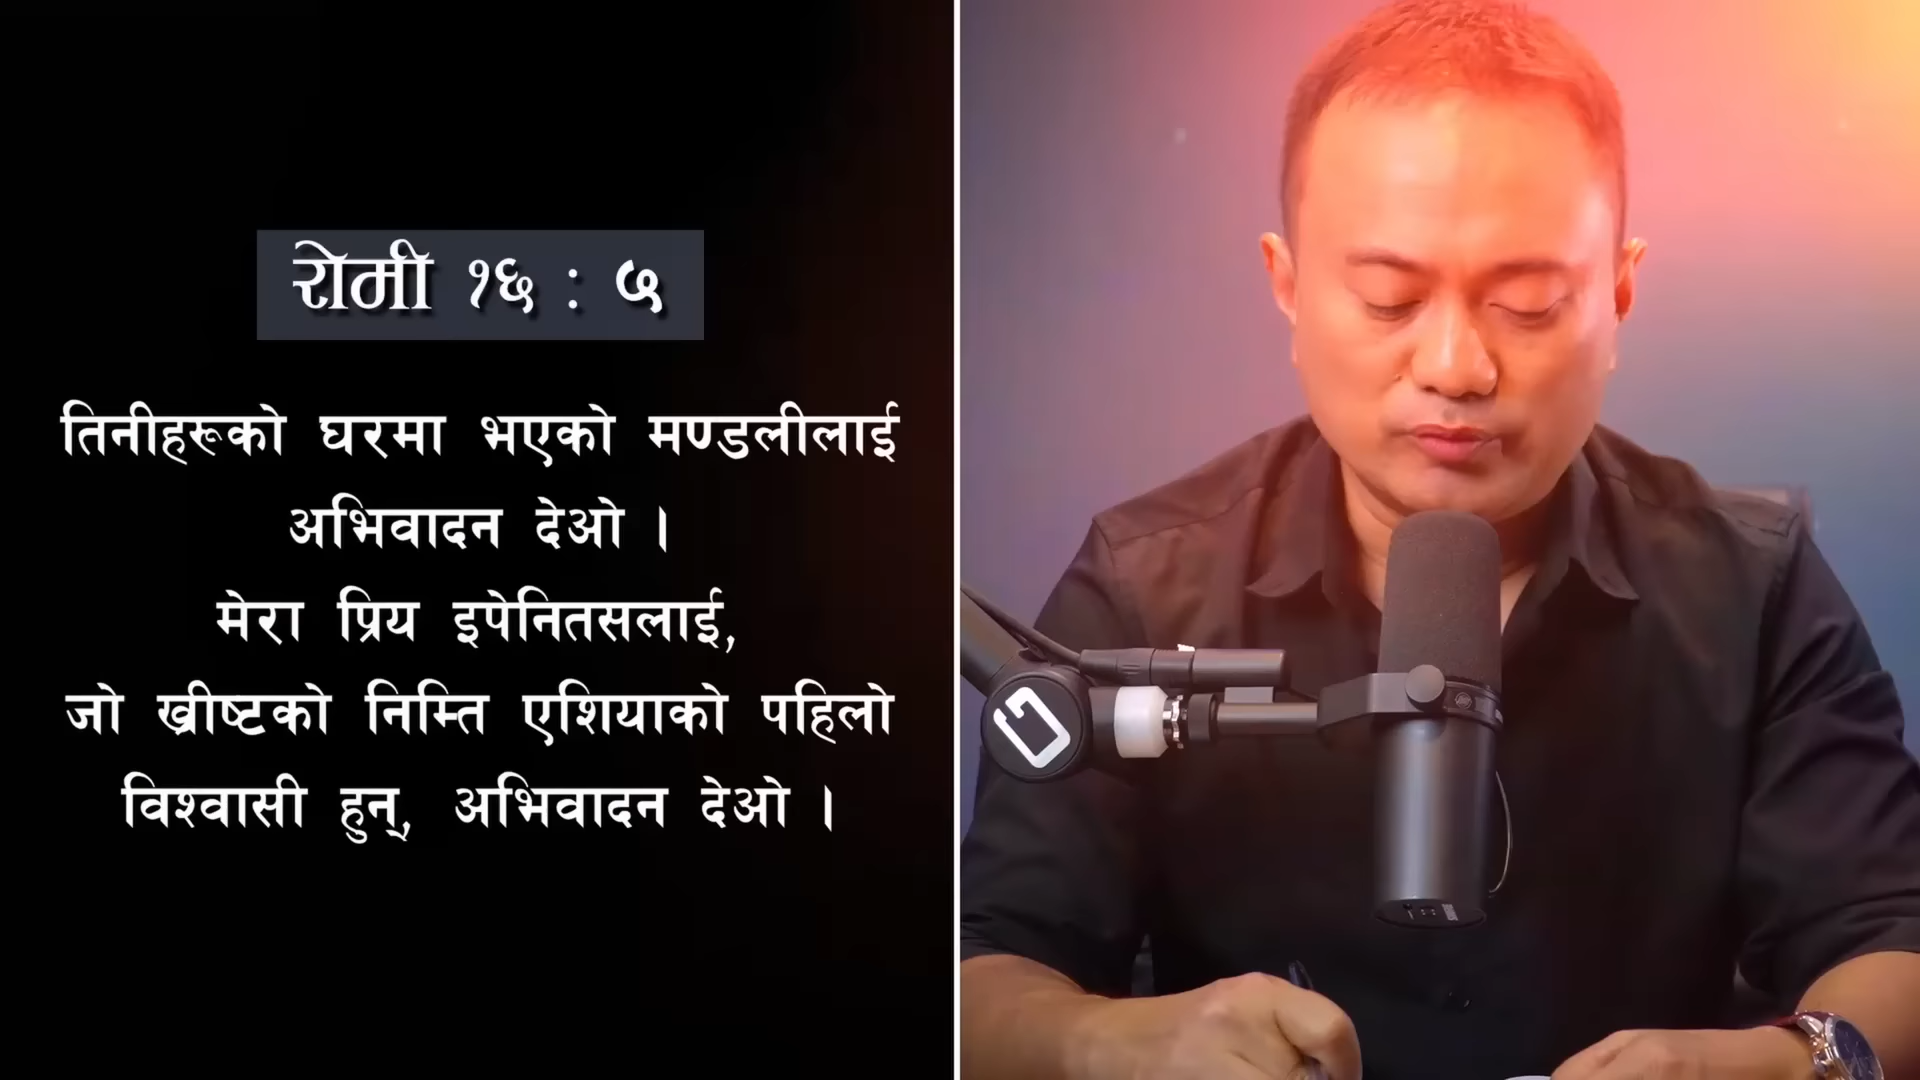 रोमी १६ : ५
तिनीहरूको घरमा भएको मण्डलीलाई
अभिवादन देओ ।
मेरा प्रिय इपेनितसलाई,
जो ख्रीष्टको निम्ति एशियाको पहिलो
विश्वासी हुन्, अभिवादन देओ ।